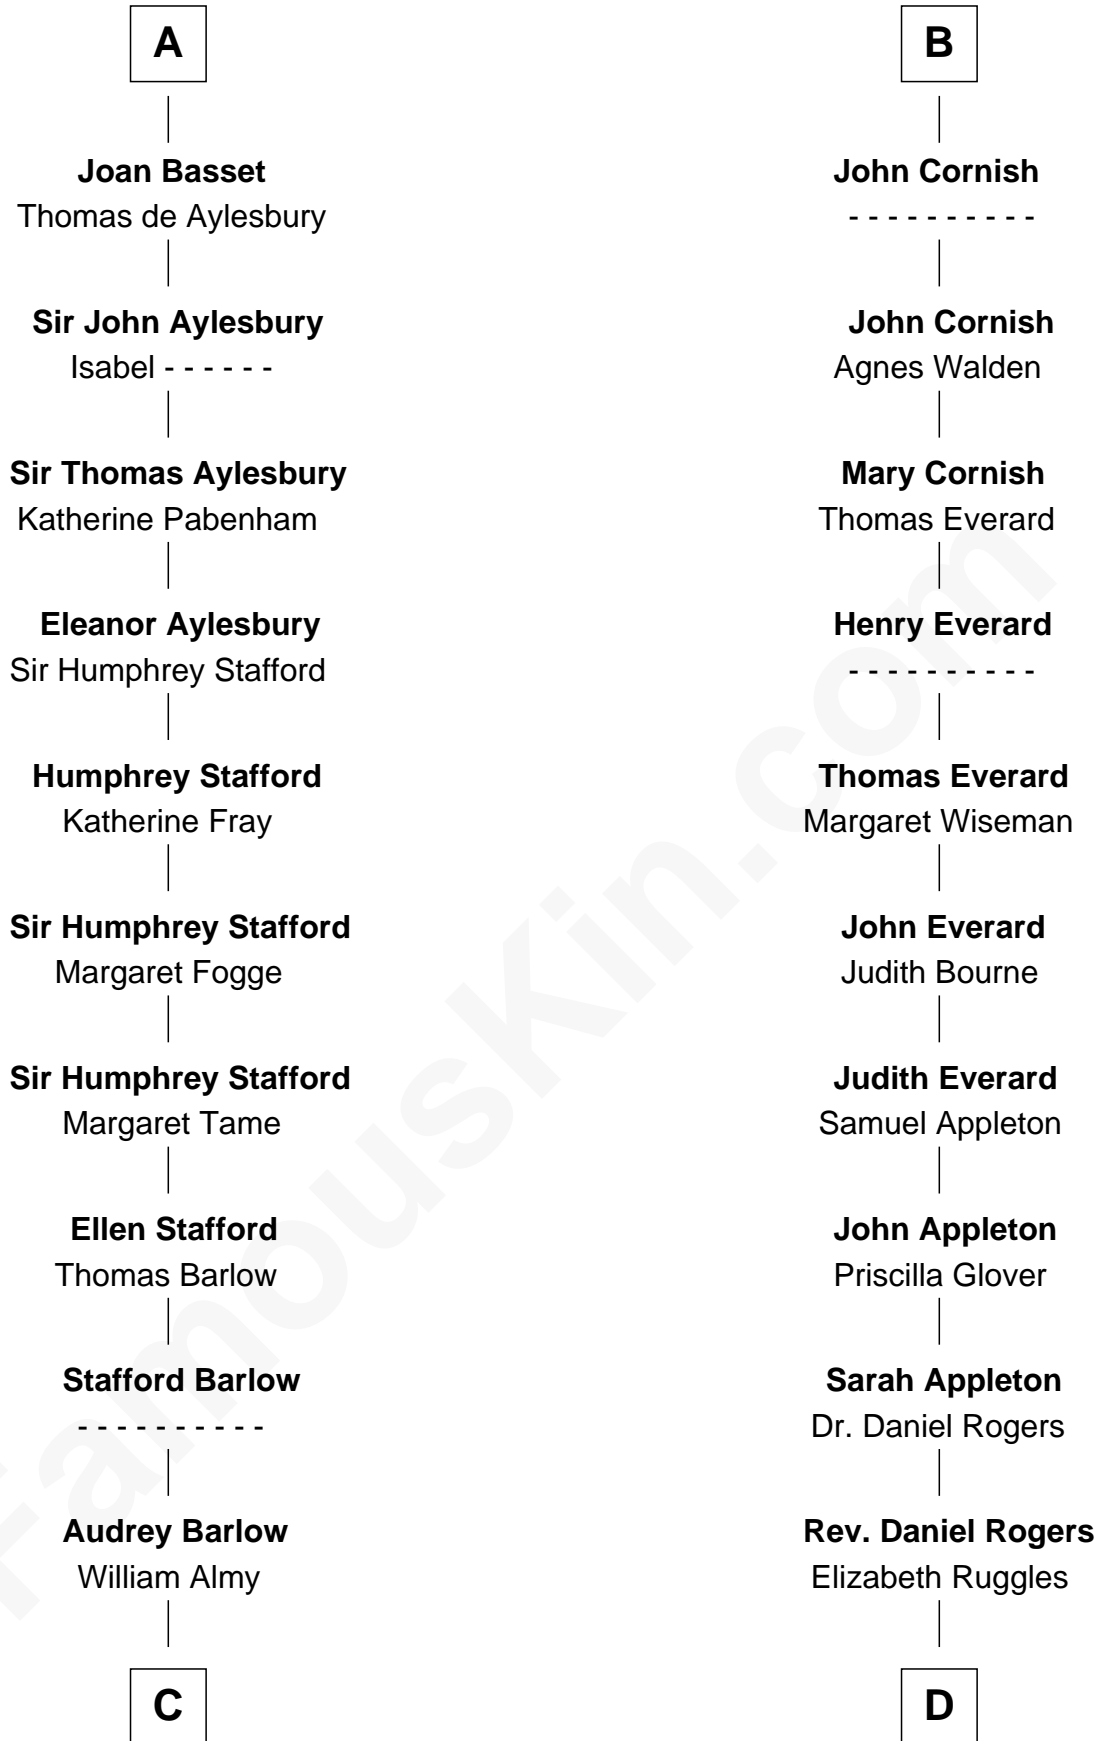 A
Joan Basset
Thomas de Aylesbury
Sir John Aylesbury
Isabel - - - - - -
Sir Thomas Aylesbury
Katherine Pabenham
Eleanor Aylesbury
Sir Humphrey Stafford
Humphrey Stafford
Katherine Fray
Sir Humphrey Stafford
Margaret Fogge
Sir Humphrey Stafford
Margaret Tame
Ellen Stafford
Thomas Barlow
Stafford Barlow
- - - - - - - - - -
Audrey Barlow
William Almy
C
B
John Cornish
- - - - - - - - - -
John Cornish
Agnes Walden
Mary Cornish
Thomas Everard
Henry Everard
- - - - - - - - - -
Thomas Everard
Margaret Wiseman
John Everard
Judith Bourne
Judith Everard
Samuel Appleton
John Appleton
Priscilla Glover
Sarah Appleton
Dr. Daniel Rogers
Rev. Daniel Rogers
Elizabeth Ruggles
D
FamousKin.com